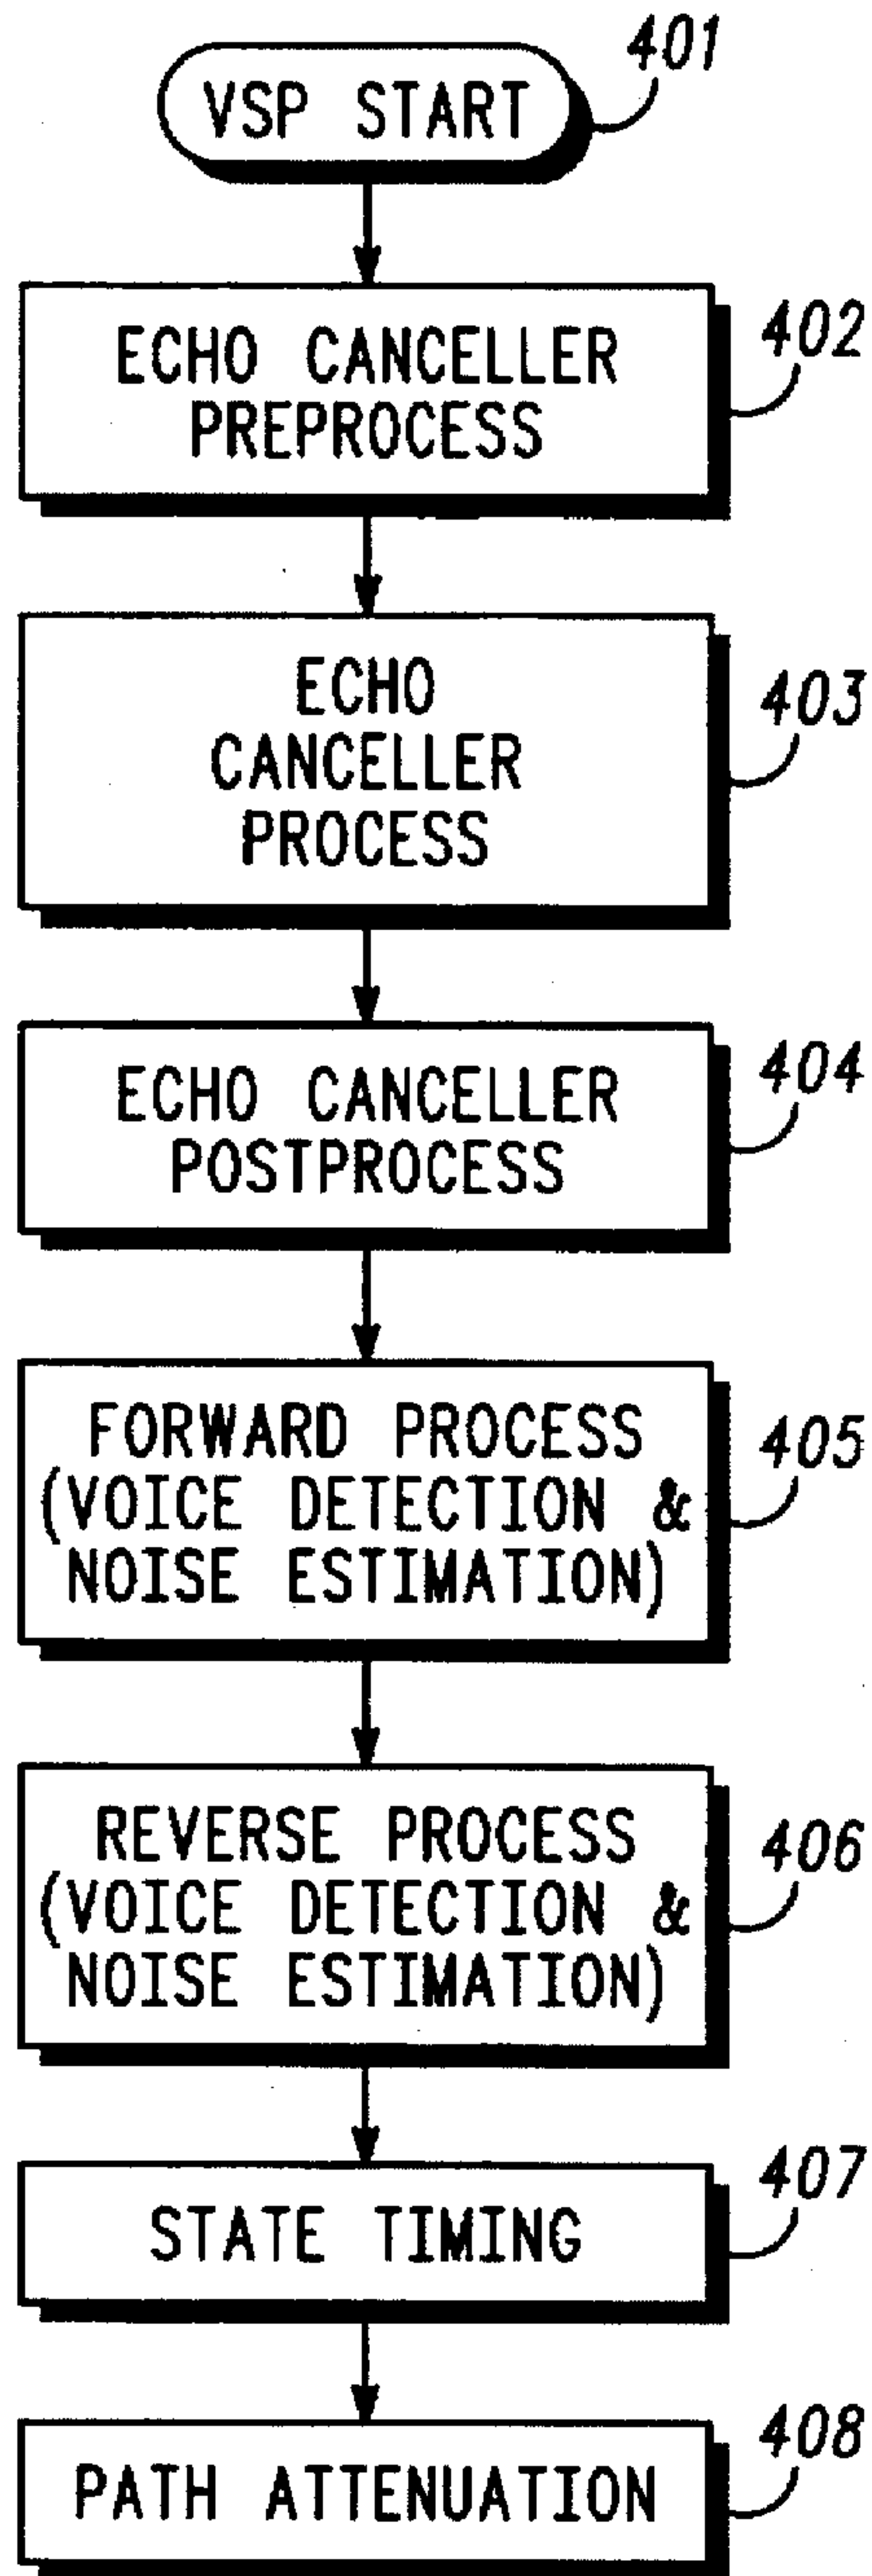 401
VSP START
402
ECHO CANCELLER
PREPROCESS
403
ECHO
CANCELLER
PROCESS
404
ECHO CANCELLER
POSTPROCESS
405
FORWARD PROCESS
(VOICE DETECTION &
NOISE ESTIMATION)
406
REVERSE PROCESS
(VOICE DETECTION &
NOISE ESTIMATION)
407
STATE TIMING
408
PATH ATTENUATION